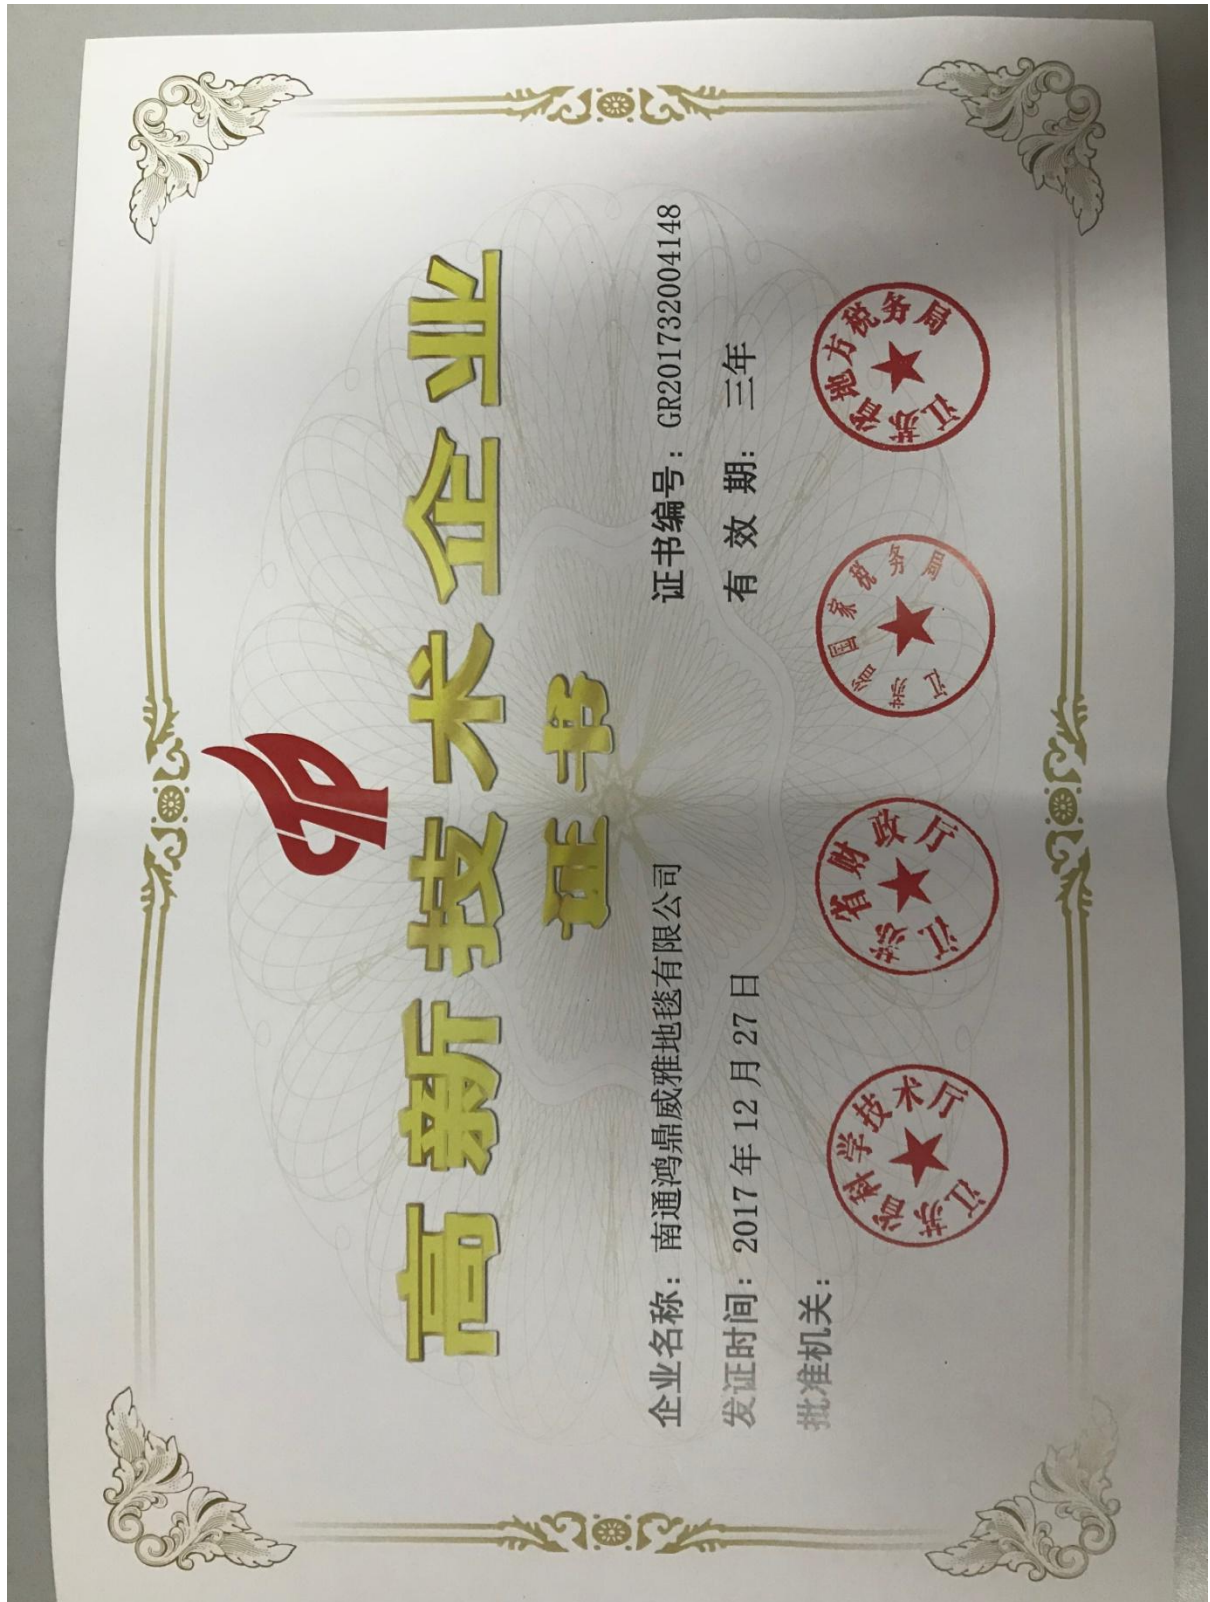 高新技术企业
证书
企业名称：南通鸿鼎威雅地毯有限公司
证书编号：GR201732004148
发证时间：2017年12月27日
有效期：三年
批准机关：
江苏省科学技术厅
江苏省财政厅
江苏省国家税务局
江苏省地方税务局